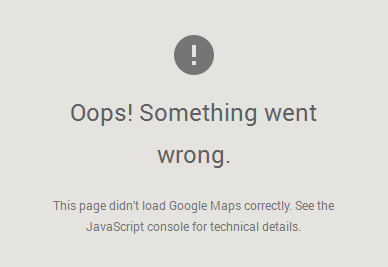 Oops! Something went
wrong.
This page didn't load Google Maps correctly. See the
JavaScript console for technical details.